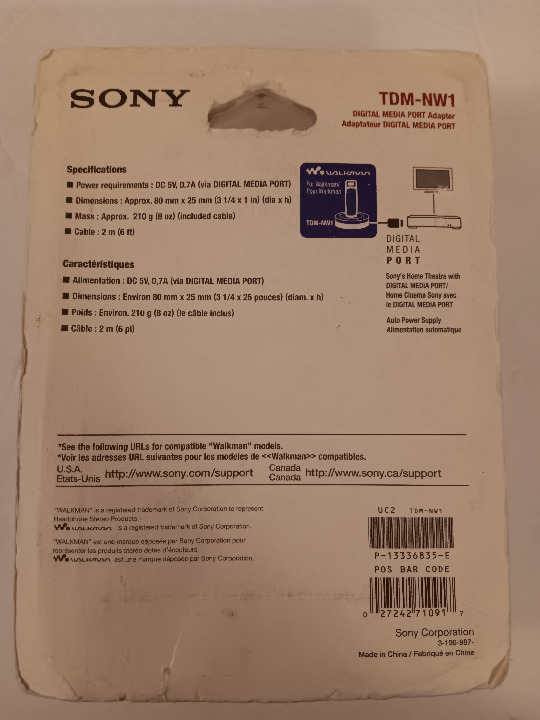 SONY
TDM-NW1
DIGITAL MEDIA PORT Adapter
Adaptateur DIGITAL MEDIA PORT
Specifications
■ Power requirements : DC 5V, 0.7A (via DIGITAL MEDIA PORT)
■ Dimensions : Approx. 80 mm x 25 mm (3 1/4 x 1 in) (dia x h)
■ Mass : Approx. 210 g (8 oz) (included cable)
■ Cable : 2 m (6 ft)
WALKMAN
For Walkman/
Pour Walkman
TDM-NW1
DIGITAL
MEDIA
PORT
Sony's Home Theatre with
DIGITAL MEDIA PORT/
Home Cinema Sony avec
le DIGITAL MEDIA PORT
Auto Power Supply
Alimentation automatique
Caractéristiques
■ Alimentation : DC 5V, 0,7A (via DIGITAL MEDIA PORT)
■ Dimensions : Environ 80 mm x 25 mm (3 1/4 x 25 pouces) (diam. x h)
■ Poids : Environ. 210 g (8 oz) (le câble inclus)
■ Câble : 2 m (6 pi)
*See the following URLs for compatible "Walkman" models.
*Voir les adresses URL suivantes pour les modeles de <<Walkman>> compatibles.
U.S.A.
Etats-Unis http://www.sony.com/support
Canada
Canada http://www.sony.ca/support
"WALKMAN" is a registered trademark of Sony Corporation to represent
Headphone Stereo Products
WALKMAN is a registered trademark of Sony Corporation.
"WALKMAN" est une marque déposée par Sony Corporation pour
représenter les produits stéréo dotés d'écouteurs.
WALKMAN est une marque déposée par Sony Corporation.
UC2 TDM-NW1
P-13336835-E
POS BAR CODE
0 27242 71091 7
Sony Corporation
3-196-987-
Made in China / Fabriqué en Chine